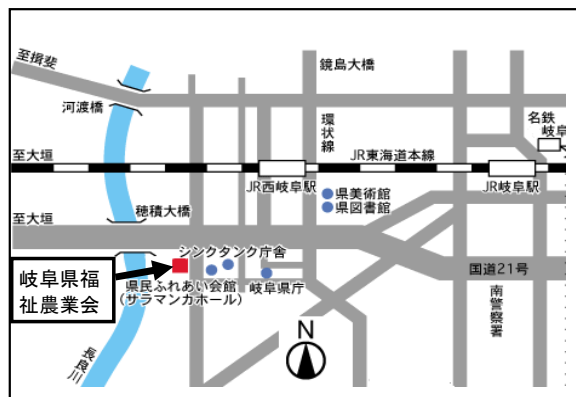 至揖斐
鏡島大橋
河渡橋
環状線
名鉄
岐阜
至大垣
JR東海道本線
JR西岐阜駅
JR岐阜駅
県美術館
県図書館
穂積大橋
至大垣
シンクタンク庁舎
国道21号
岐阜県福
祉農業会
県民ふれあい会館
(サラマンカホール)
岐阜県庁
南警察署
N
長良川